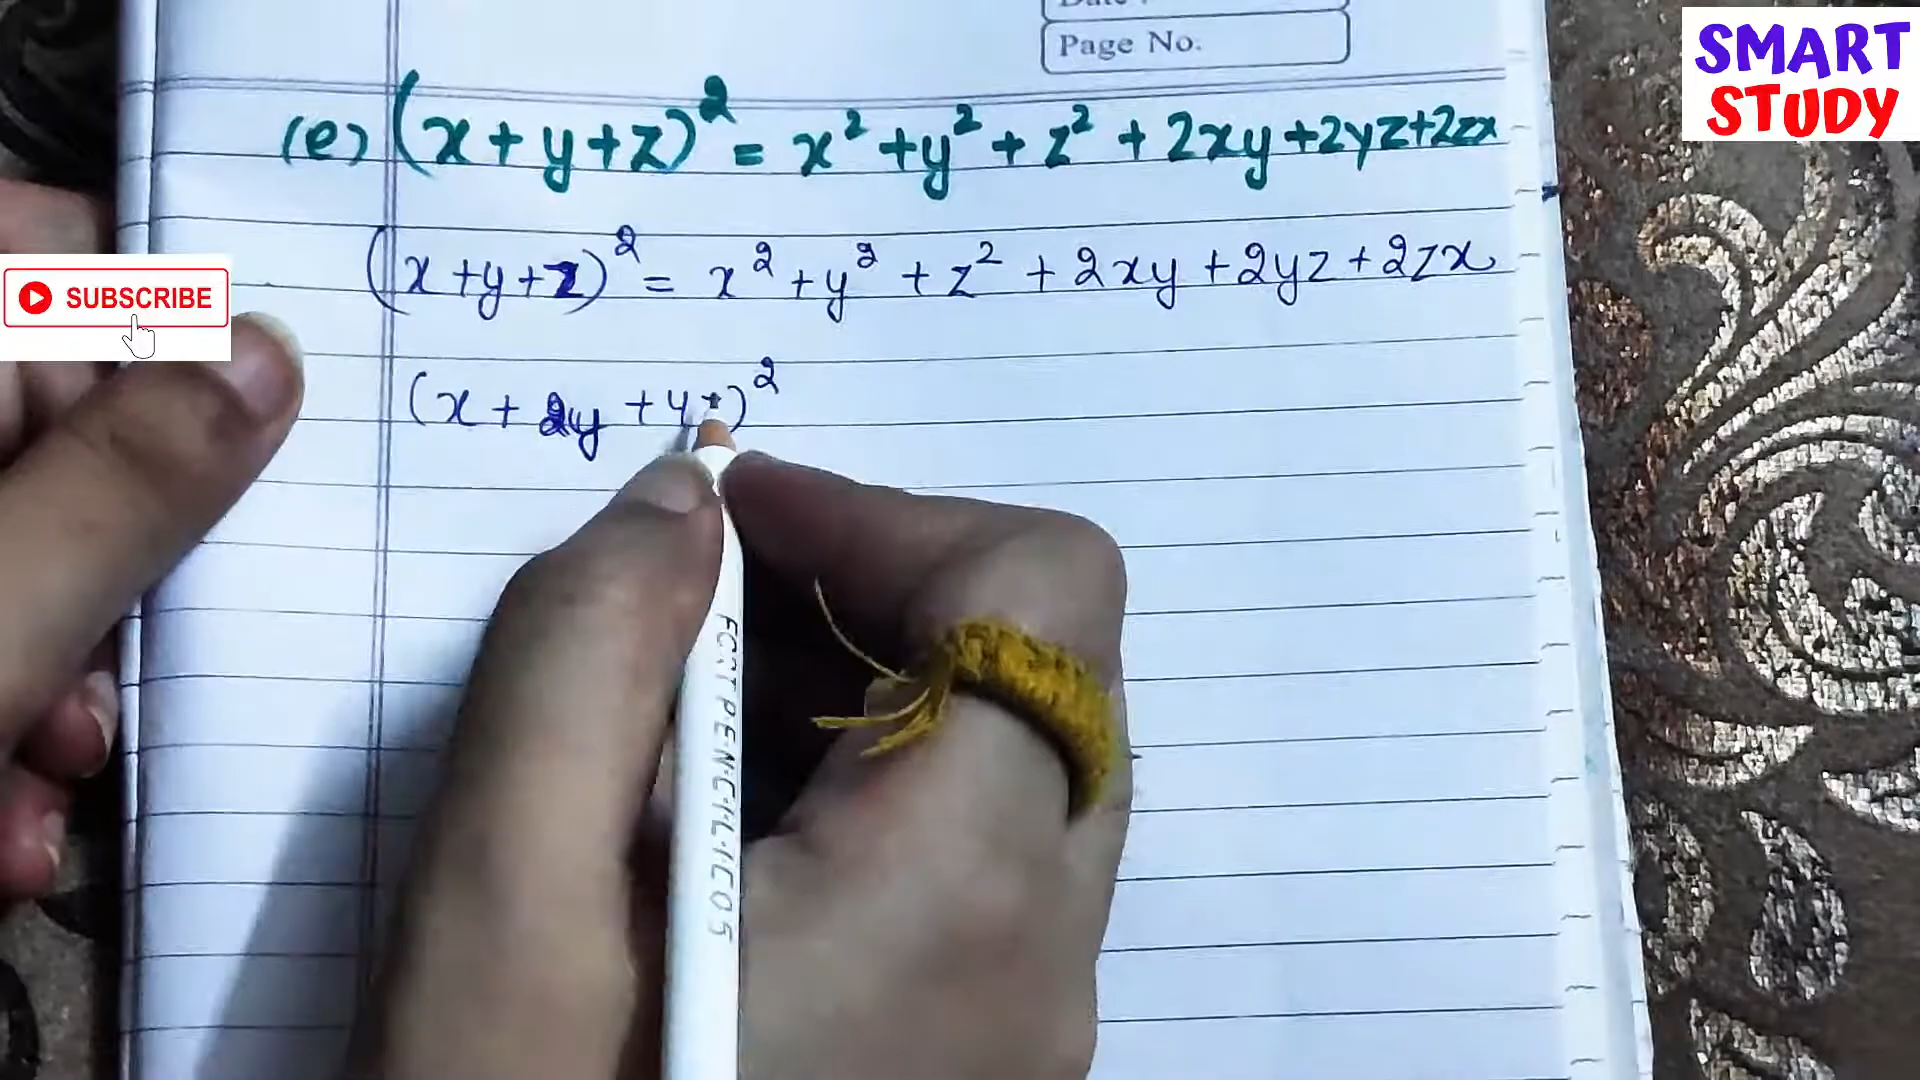 Page No.
SMART
STUDY
(e) (x+y+z)² = x² + y² + z² + 2xy + 2yz + 2zx
(x+y+z)² = x² + y² + z² + 2xy + 2yz + 2zx
SUBSCRIBE
(x + 2y + 4 )²